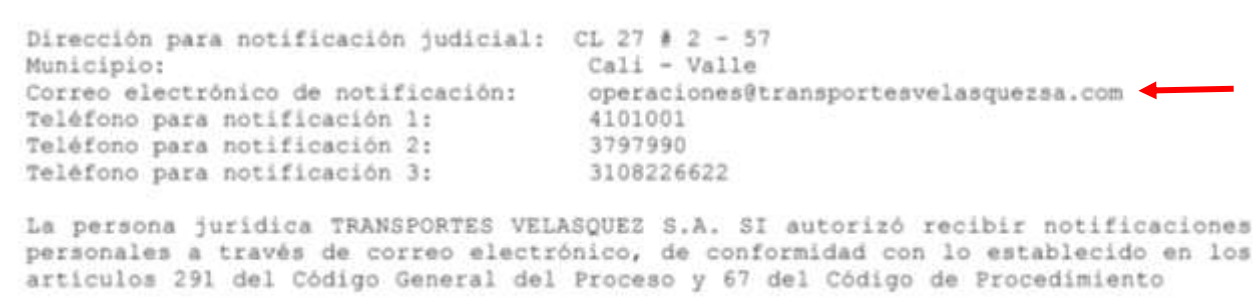 Dirección para notificación judicial: CL 27 # 2 - 57
Municipio: Cali - Valle
Correo electrónico de notificación: operaciones@transportesvelasquezsa.com
Teléfono para notificación 1: 4101001
Teléfono para notificación 2: 3797990
Teléfono para notificación 3: 3108226622
La persona jurídica TRANSPORTES VELASQUEZ S.A. SI autorizó recibir notificaciones
personales a través de correo electrónico, de conformidad con lo establecido en los
artículos 291 del Código General del Proceso y 67 del Código de Procedimiento